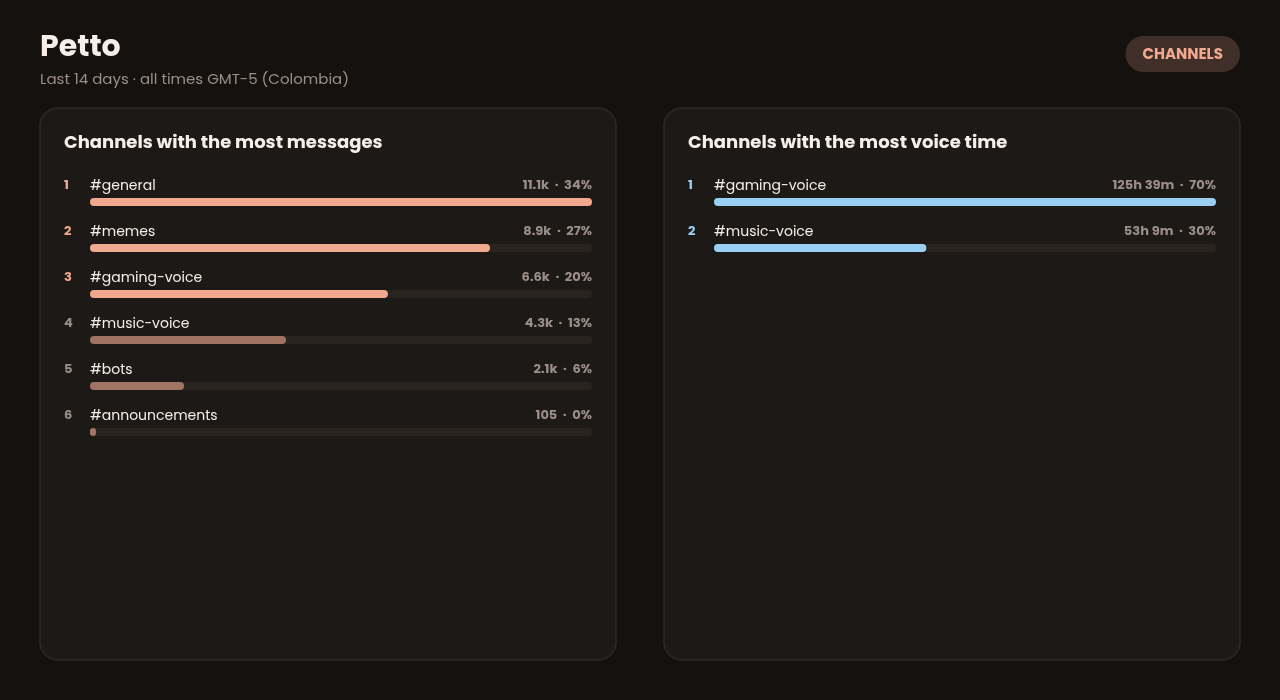 Petto
Last 14 days · all times GMT-5 (Colombia)
CHANNELS
Channels with the most messages
1 #general 11.1k · 34%
2 #memes 8.9k · 27%
3 #gaming-voice 6.6k · 20%
4 #music-voice 4.3k · 13%
5 #bots 2.1k · 6%
6 #announcements 105 · 0%
Channels with the most voice time
1 #gaming-voice 125h 39m · 70%
2 #music-voice 53h 9m · 30%